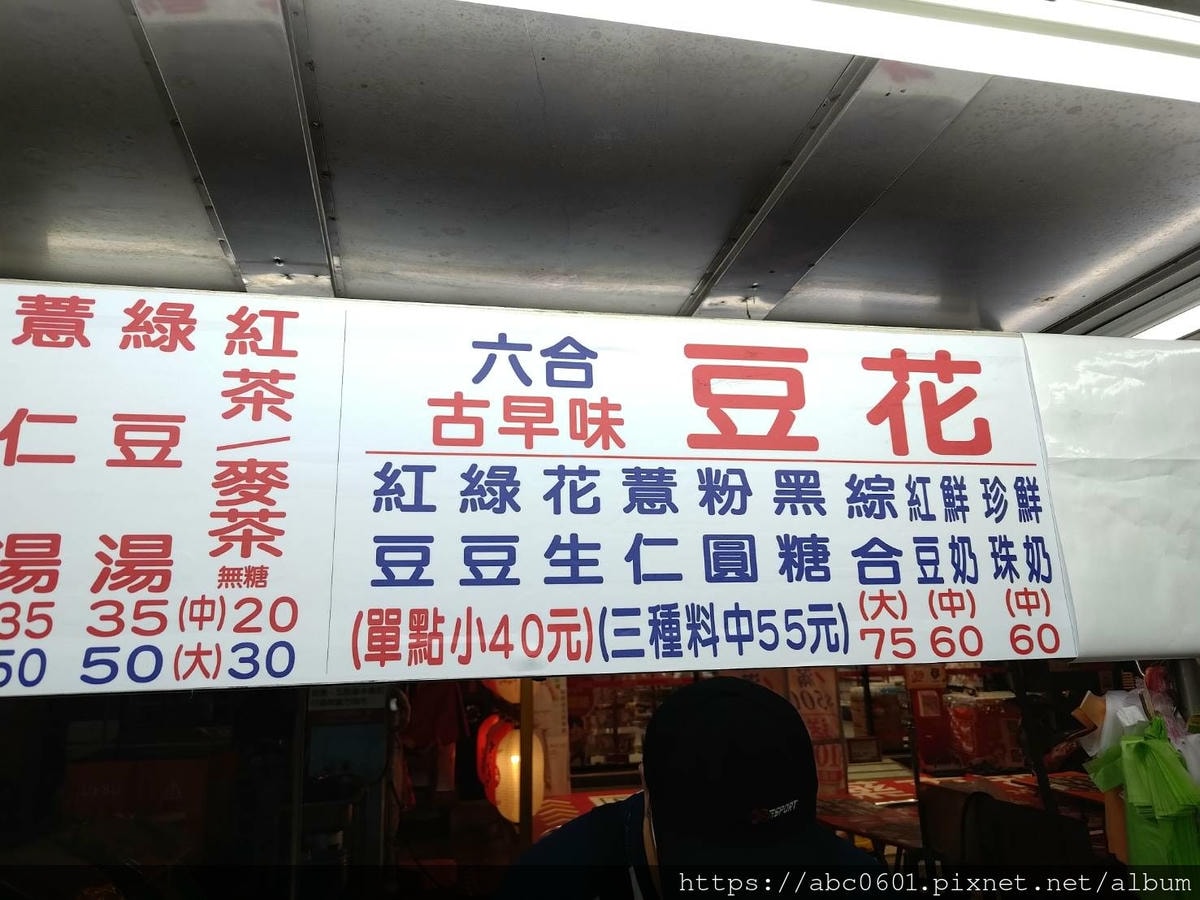 六合
古早味
豆花
紅豆
綠豆
花生
薏仁
粉圓
黑糖
(單點小40元)
(三種料中55元)
綜合
(大)
75
紅豆
鮮奶
(中)
60
珍珠
鮮奶
(中)
60
紅茶/麥茶
無糖
(中)20
(大)30
綠豆湯
35
50
薏仁湯
35
50
https://abc0601.pixnet.net/album